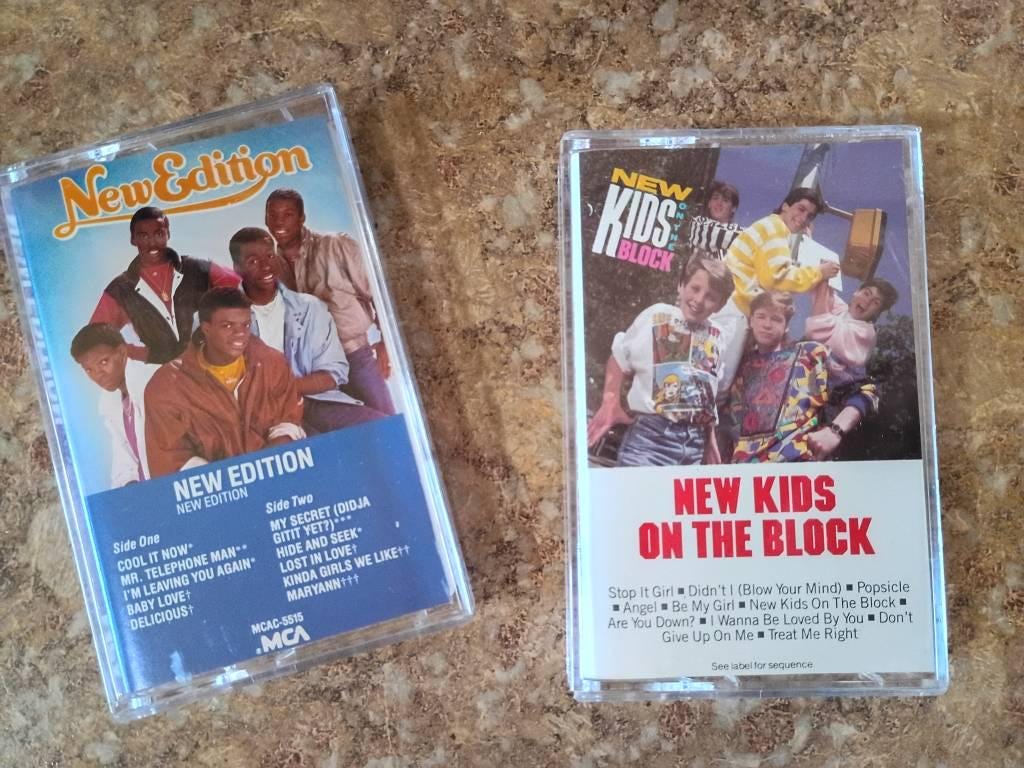 New Edition
NEW EDITION
NEW EDITION
Side One
COOL IT NOW*
MR. TELEPHONE MAN**
I'M LEAVING YOU AGAIN*
BABY LOVE†
DELICIOUS†
Side Two
MY SECRET (DIDJA
GITIT YET?)***
HIDE AND SEEK*
LOST IN LOVE†
KINDA GIRLS WE LIKE††
MARYANN†††
MCAC-5515
MCA
NEW
KIDS
ON THE
BLOCK
NEW KIDS
ON THE BLOCK
Stop It Girl ■ Didn't I (Blow Your Mind) ■ Popsicle
■ Angel ■ Be My Girl ■ New Kids On The Block ■
Are You Down? ■ I Wanna Be Loved By You ■ Don't
Give Up On Me ■ Treat Me Right
See label for sequence